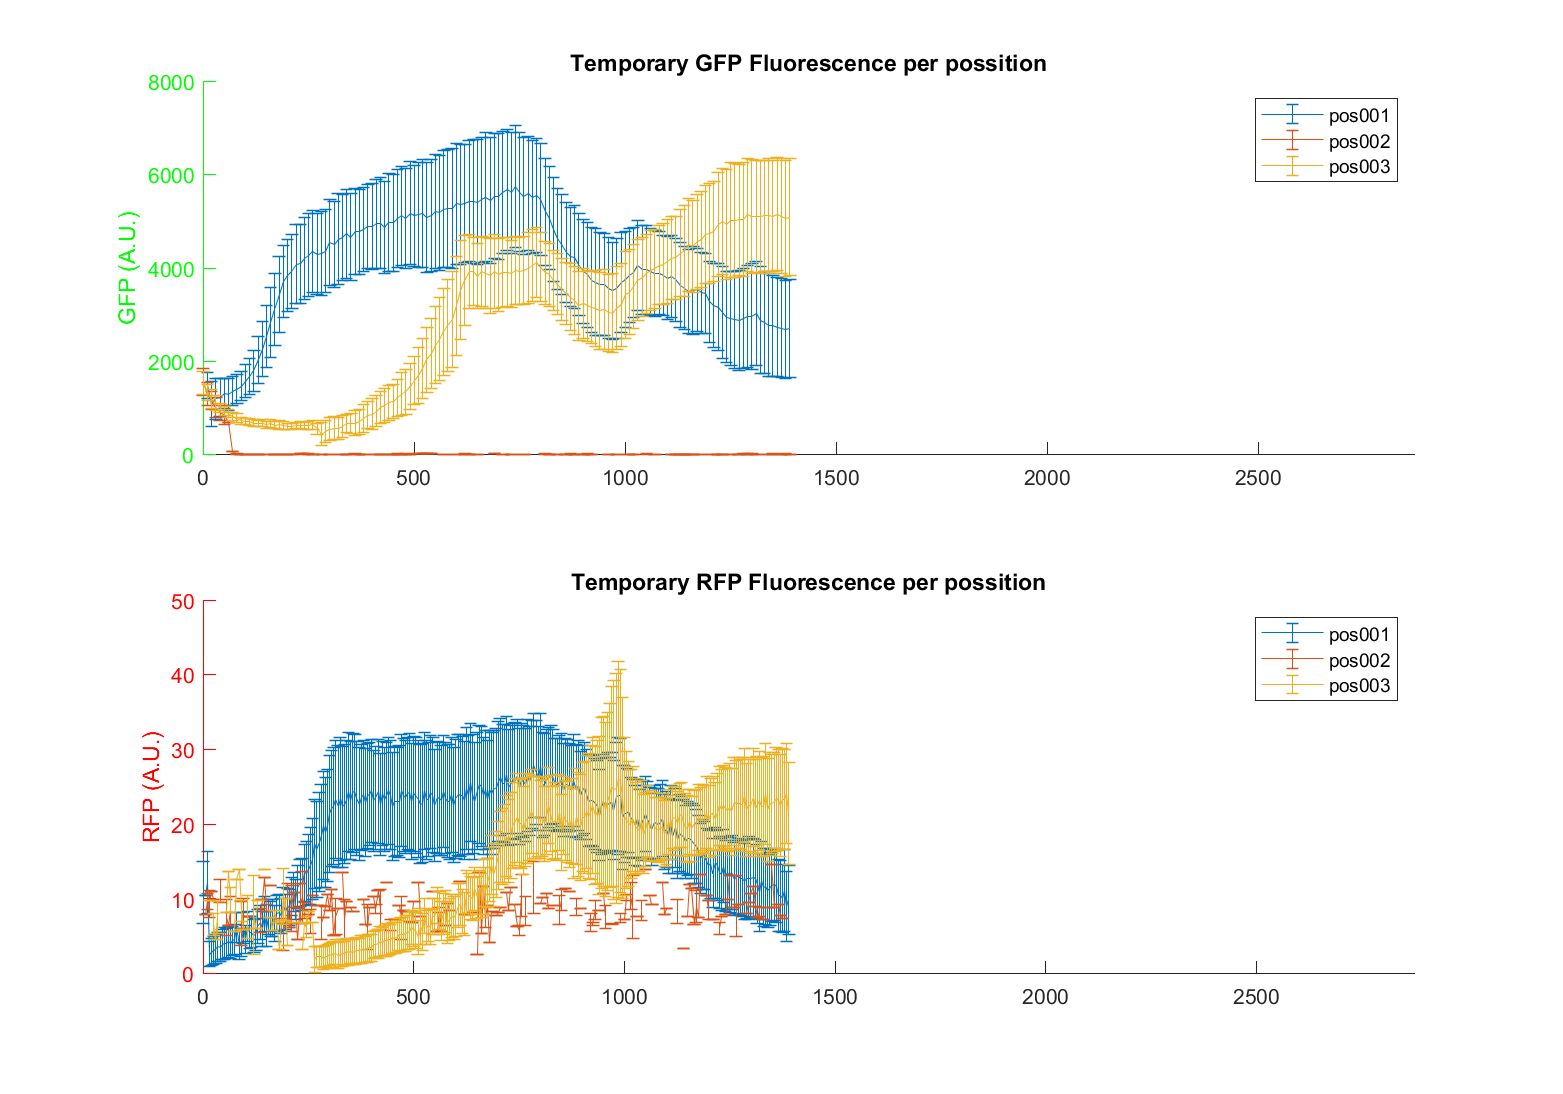 Temporary GFP Fluorescence per possition
8000
6000
4000
2000
0
GFP (A.U.)
0 500 1000 1500 2000 2500
pos001
pos002
pos003
Temporary RFP Fluorescence per possition
50
40
30
20
10
0
RFP (A.U.)
0 500 1000 1500 2000 2500
pos001
pos002
pos003